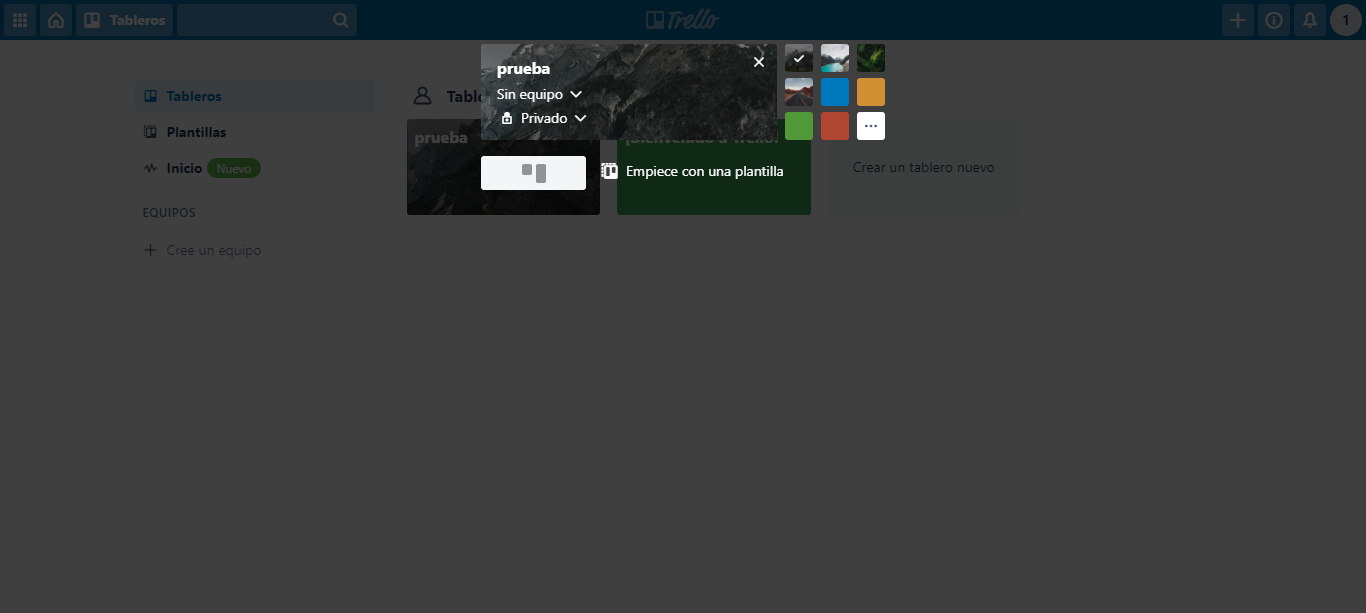 Tableros
Trello
1
prueba
Sin equipo
Privado
Tableros
Plantillas
Inicio Nuevo
EQUIPOS
Cree un equipo
prueba
¡Bienvenido a Trello!
Empiece con una plantilla
Crear un tablero nuevo